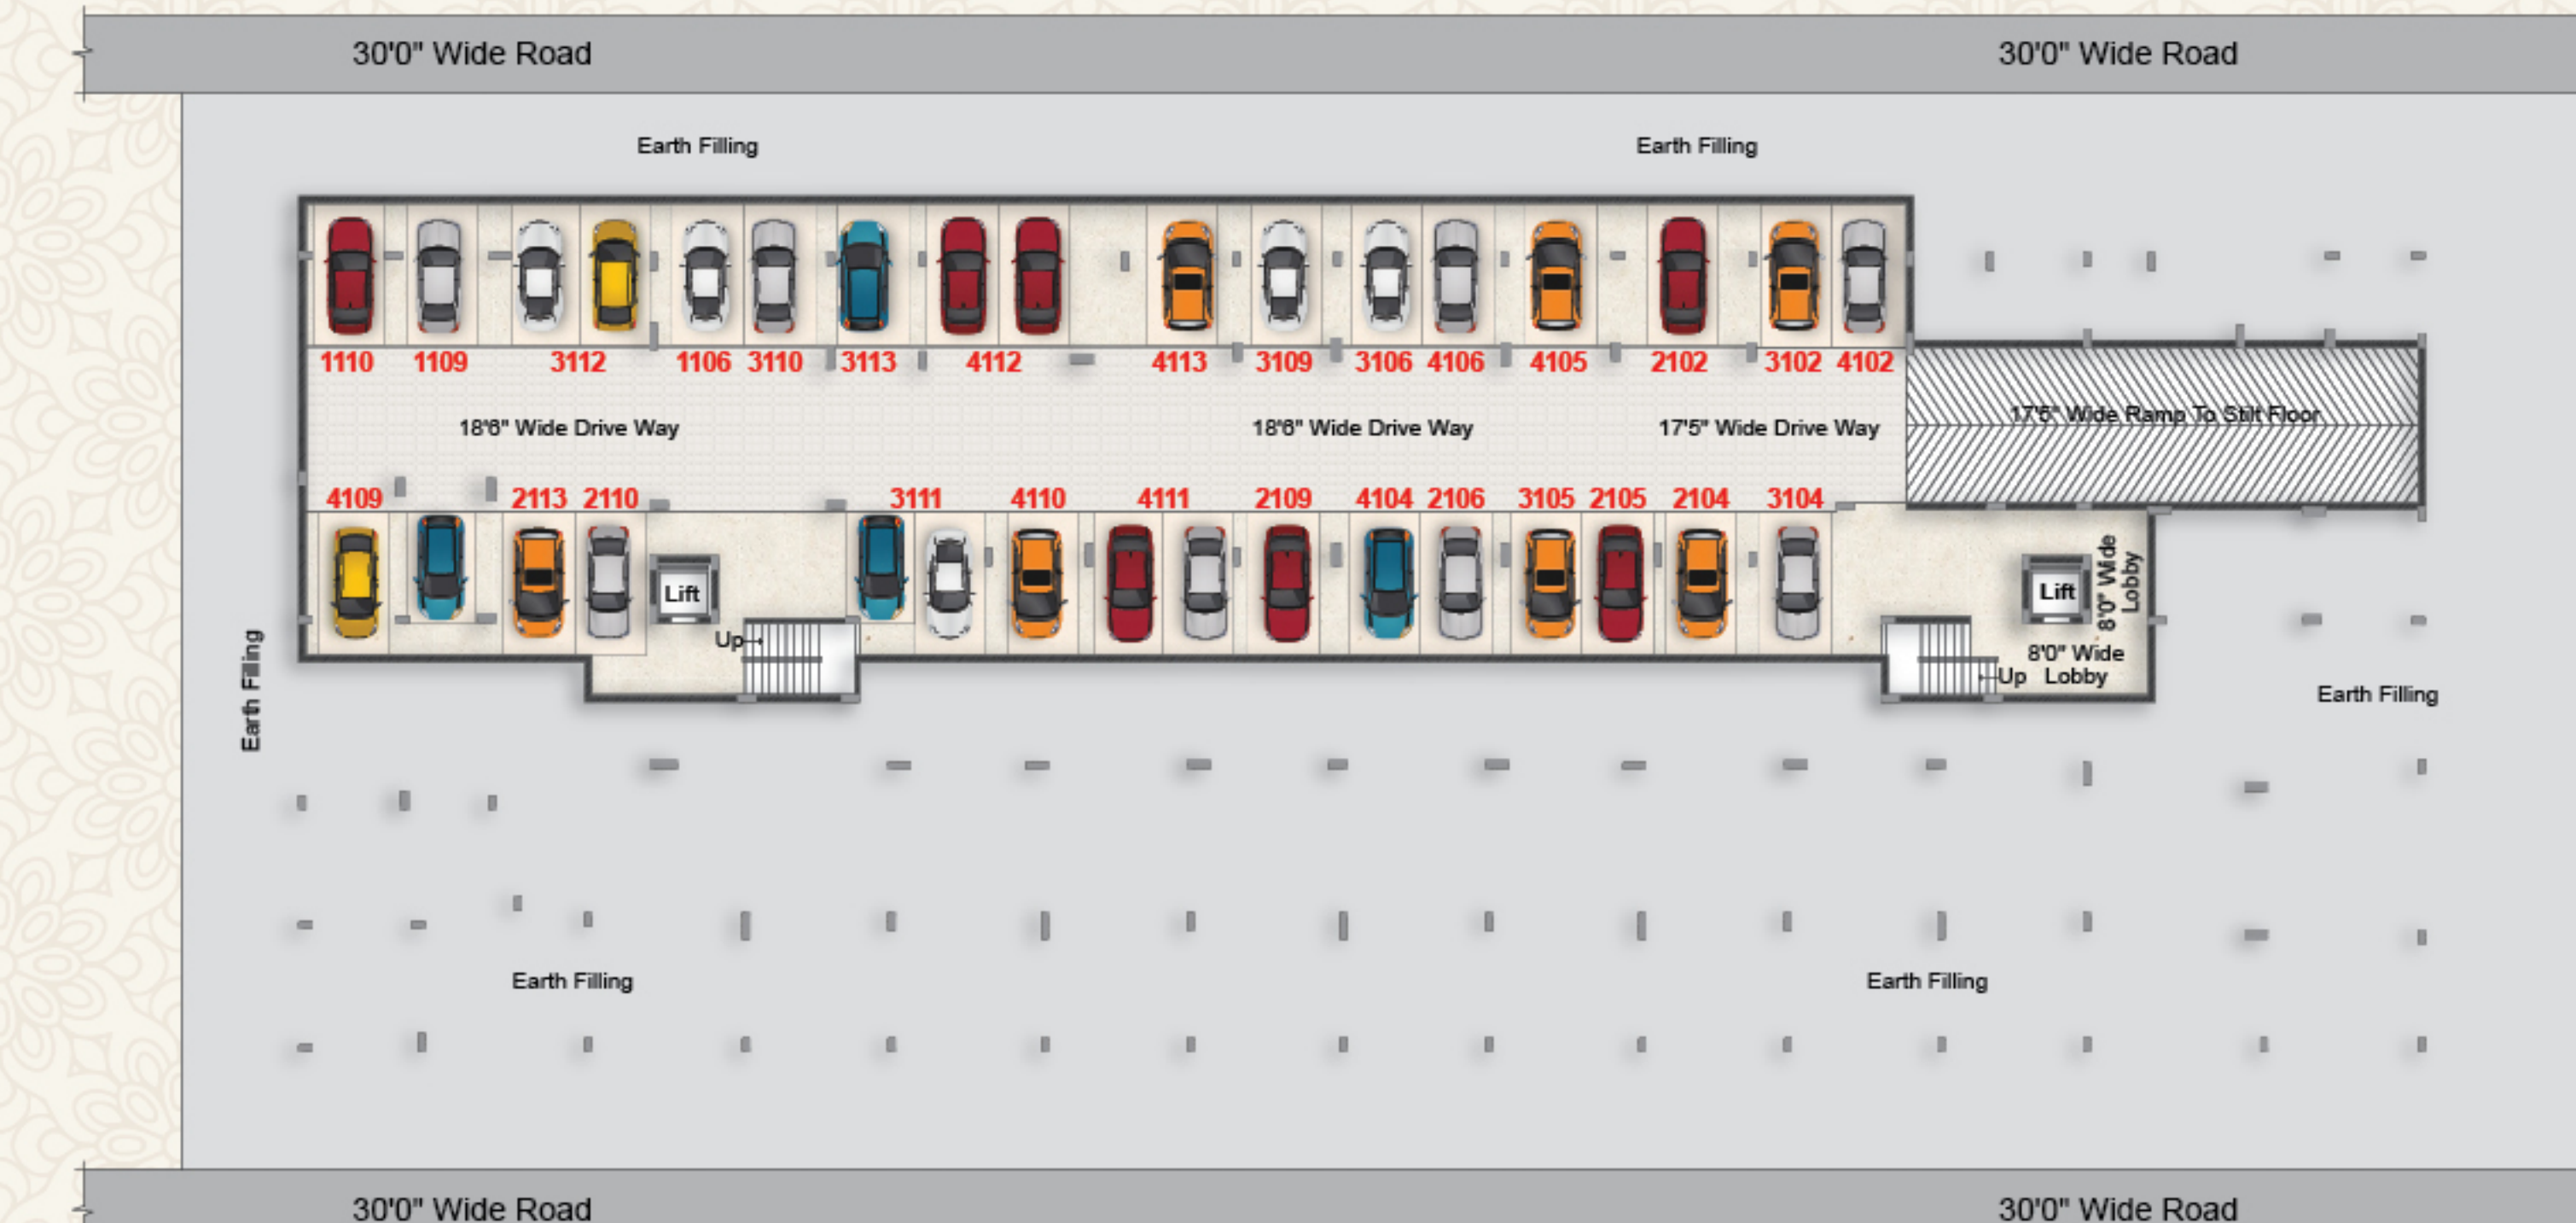 30'0" Wide Road
30'0" Wide Road
Earth Filling
Earth Filling
1110 1109 3112 1106 3110 3113 4112 4113 3109 3106 4106 4105 2102 3102 4102
18'6" Wide Drive Way
18'6" Wide Drive Way
17'5" Wide Drive Way
17'5" Wide Ramp To Stilt Floor
4109 2113 2110 3111 4110 4111 2109 4104 2106 3105 2105 2104 3104
Lift
Up
Lift
8'0" Wide
Lobby
8'0" Wide
Lobby
Up
Earth Filling
Earth Filling
Earth Filling
Earth Filling
30'0" Wide Road
30'0" Wide Road